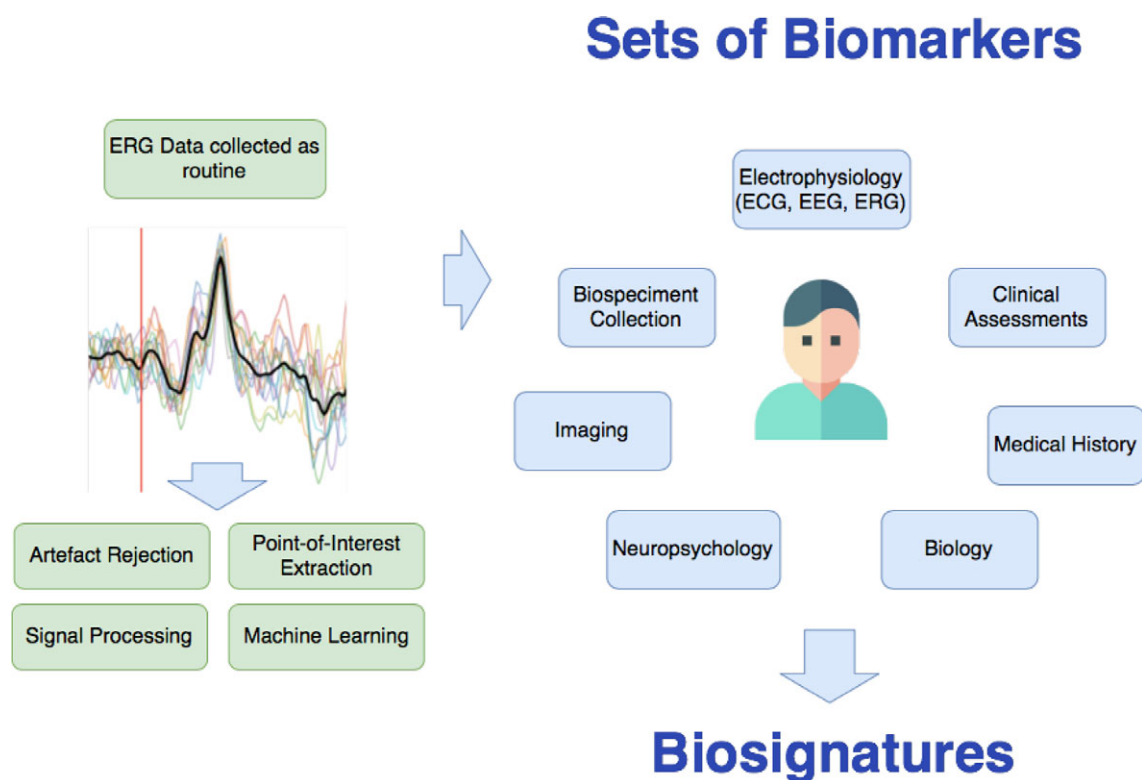 Sets of Biomarkers
ERG Data collected as
routine
Electrophysiology
(ECG, EEG, ERG)
Biospeciment
Collection
Clinical
Assessments
Imaging
Medical History
Neuropsychology
Biology
Artefact Rejection
Point-of-Interest
Extraction
Signal Processing
Machine Learning
Biosignatures